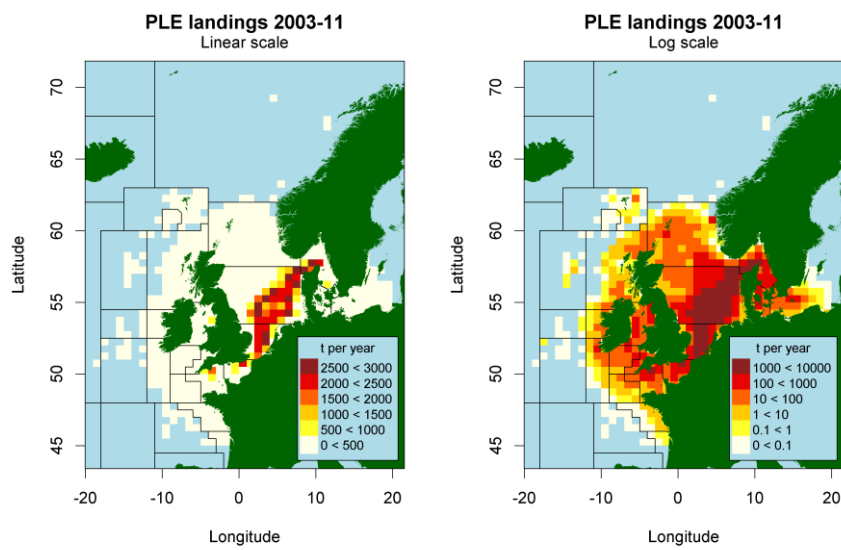 PLE landings 2003-11
Linear scale
70
65
60
55
50
45
Latitude
t per year
2500 < 3000
2000 < 2500
1500 < 2000
1000 < 1500
500 < 1000
0 < 500
-20
-10
0
10
20
Longitude
PLE landings 2003-11
Log scale
70
65
60
55
50
45
Latitude
t per year
1000 < 10000
100 < 1000
10 < 100
1 < 10
0.1 < 1
0 < 0.1
-20
-10
0
10
20
Longitude